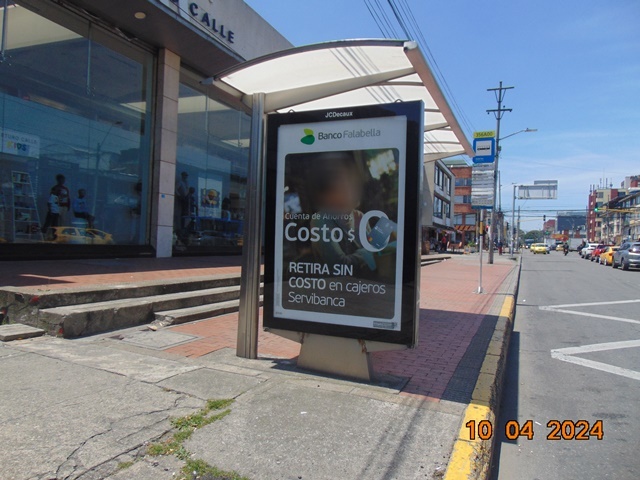 CALLE
JCDecaux
Banco Falabella
Cuenta de Ahorros
Costo $0
RETIRA SIN
COSTO en cajeros
Servibanca
10 04 2024